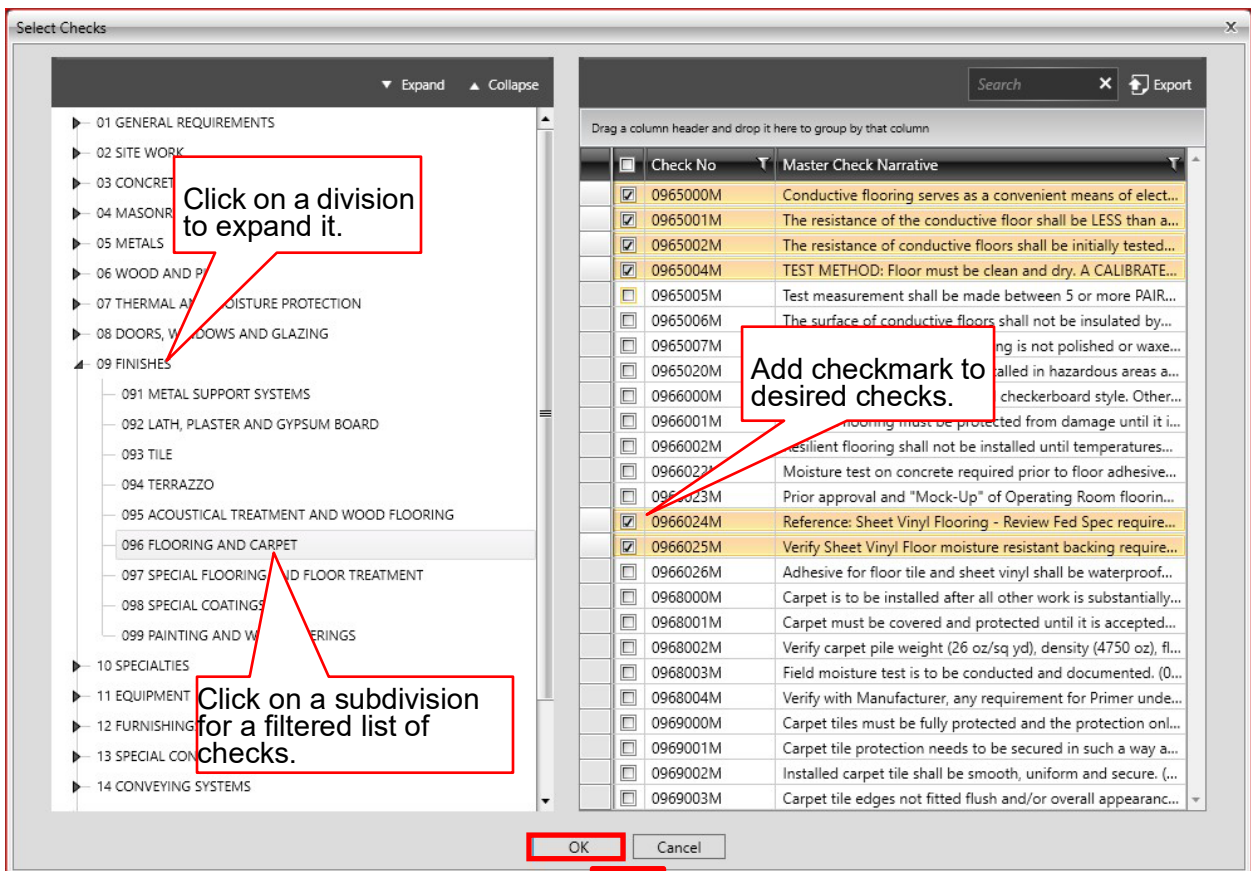 Select Checks
x
Expand
Collapse
Search
Export
01 GENERAL REQUIREMENTS
02 SITE WORK
03 CONCRET
04 MASONR
05 METALS
06 WOOD AND P
07 THERMAL AN OISTURE PROTECTION
08 DOORS, W DOWS AND GLAZING
09 FINISHES
091 METAL SUPPORT SYSTEMS
092 LATH, PLASTER AND GYPSUM BOARD
093 TILE
094 TERRAZZO
095 ACOUSTICAL TREATMENT AND WOOD FLOORING
096 FLOORING AND CARPET
097 SPECIAL FLOORING ND FLOOR TREATMENT
098 SPECIAL COATINGS
099 PAINTING AND W ERINGS
10 SPECIALTIES
11 EQUIPMENT
12 FURNISHING
13 SPECIAL CON
14 CONVEYING SYSTEMS
Click on a division
to expand it.
Click on a subdivision
for a filtered list of
checks.
Drag a column header and drop it here to group by that column
Check No Master Check Narrative
0965000M Conductive flooring serves as a convenient means of elect...
0965001M The resistance of the conductive floor shall be LESS than a...
0965002M The resistance of conductive floors shall be initially tested...
0965004M TEST METHOD: Floor must be clean and dry. A CALIBRATE...
0965005M Test measurement shall be made between 5 or more PAIR...
0965006M The surface of conductive floors shall not be insulated by...
0965007M ng is not polished or waxe...
0965020M alled in hazardous areas a...
0966000M checkerboard style. Other...
0966001M flooring must be protected from damage until it i...
0966002M Resilient flooring shall not be installed until temperatures...
0966022M Moisture test on concrete required prior to floor adhesive...
0966023M Prior approval and "Mock-Up" of Operating Room floorin...
0966024M Reference: Sheet Vinyl Flooring - Review Fed Spec require...
0966025M Verify Sheet Vinyl Floor moisture resistant backing require...
0966026M Adhesive for floor tile and sheet vinyl shall be waterproof...
0968000M Carpet is to be installed after all other work is substantially...
0968001M Carpet must be covered and protected until it is accepted...
0968002M Verify carpet pile weight (26 oz/sq yd), density (4750 oz), fl...
0968003M Field moisture test is to be conducted and documented. (0...
0968004M Verify with Manufacturer, any requirement for Primer unde...
0969000M Carpet tiles must be fully protected and the protection onl...
0969001M Carpet tile protection needs to be secured in such a way a...
0969002M Installed carpet tile shall be smooth, uniform and secure. (...
0969003M Carpet tile edges not fitted flush and/or overall appearanc...
Add checkmark to
desired checks.
OK
Cancel